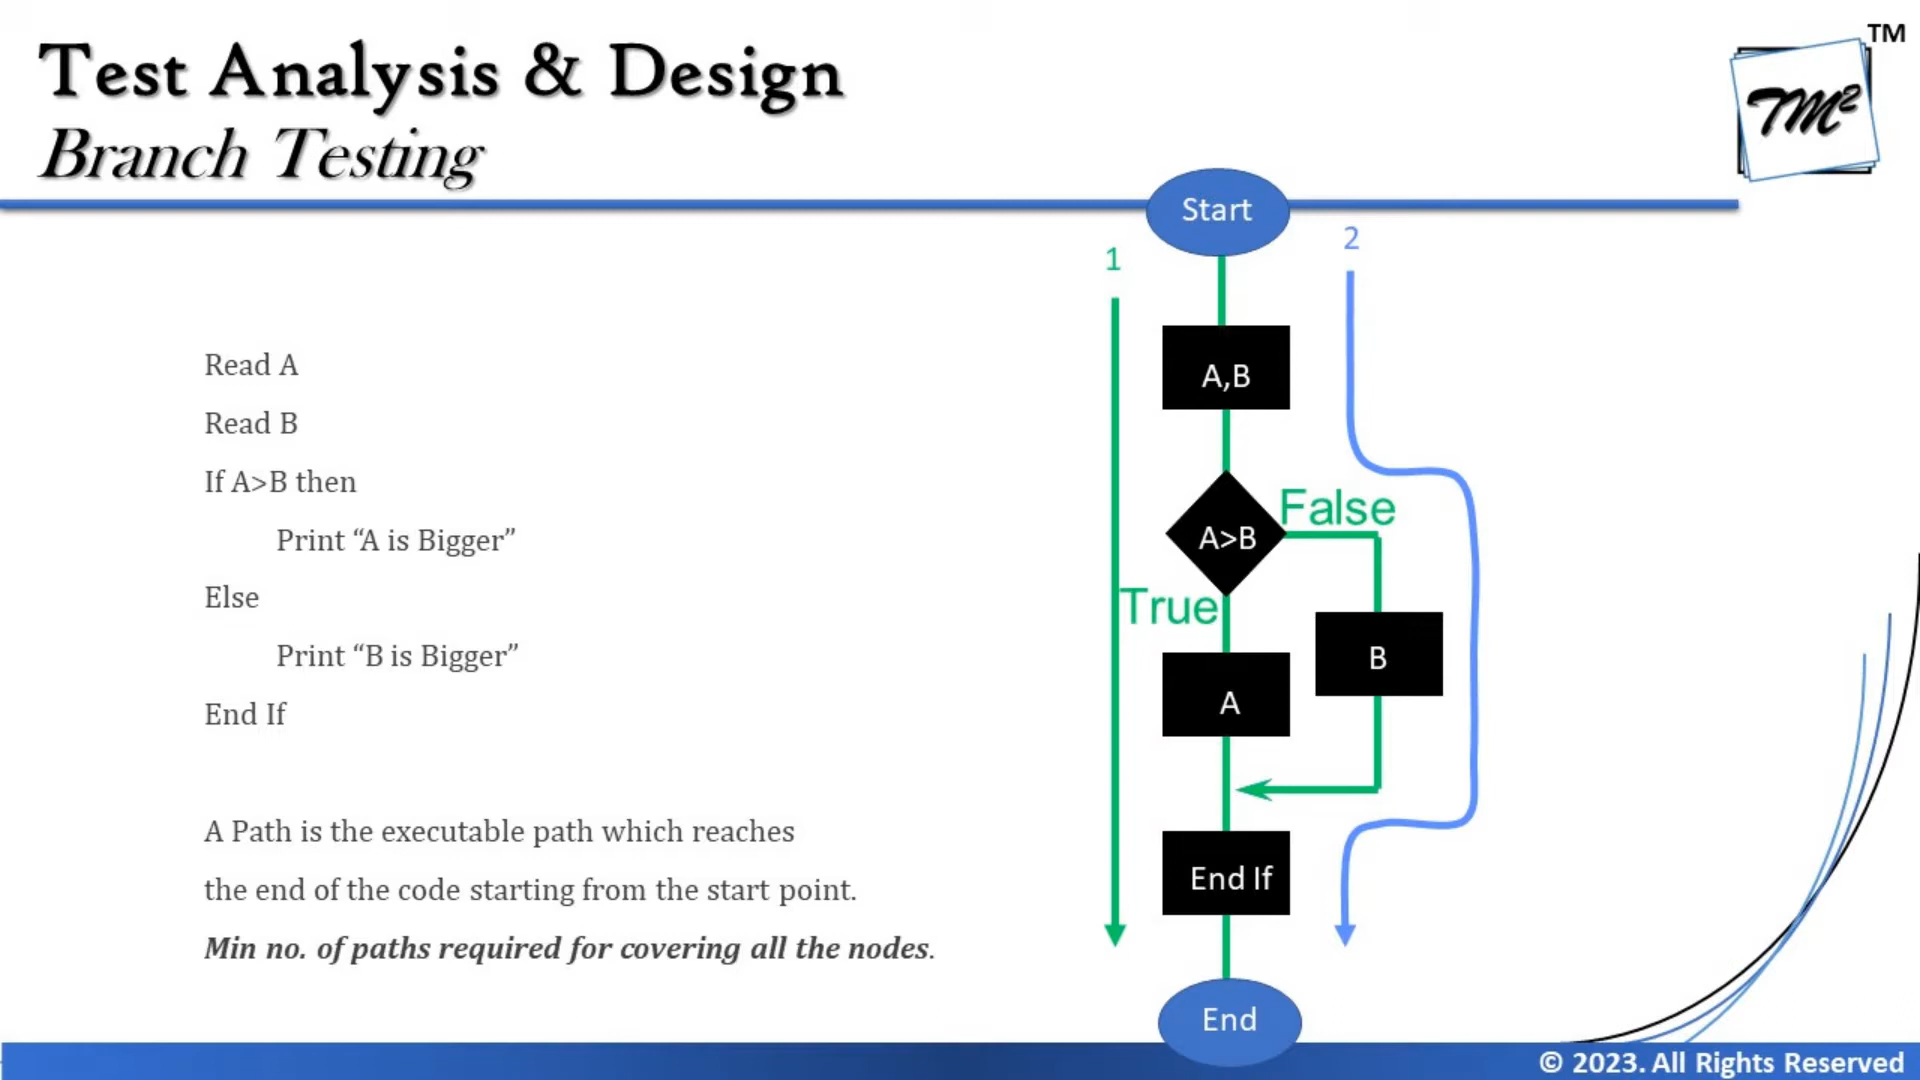 Test Analysis & Design
Branch Testing
TM
TM²
Start
1
2
Read A
Read B
If A>B then
Print “A is Bigger”
Else
Print “B is Bigger”
End If
A Path is the executable path which reaches
the end of the code starting from the start point.
Min no. of paths required for covering all the nodes.
A,B
False
A>B
True
B
A
End If
End
© 2023. All Rights Reserved